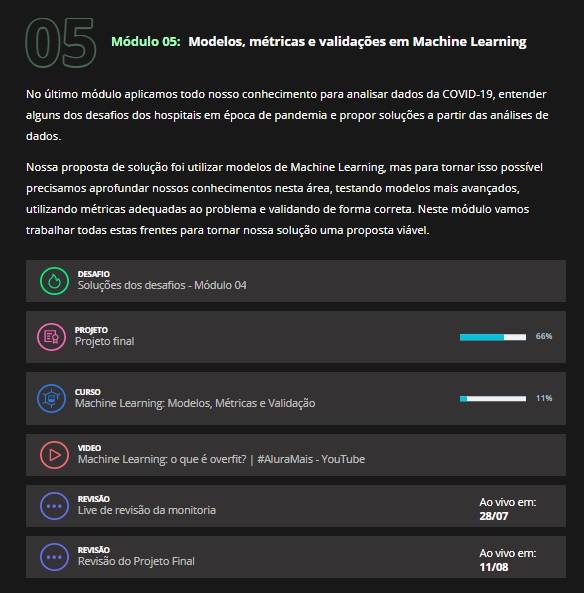 05
Módulo 05: Modelos, métricas e validações em Machine Learning
No último módulo aplicamos todo nosso conhecimento para analisar dados da COVID-19, entender
alguns dos desafios dos hospitais em época de pandemia e propor soluções a partir das análises de
dados.
Nossa proposta de solução foi utilizar modelos de Machine Learning, mas para tornar isso possível
precisamos aprofundar nossos conhecimentos nesta área, testando modelos mais avançados,
utilizando métricas adequadas ao problema e validando de forma correta. Neste módulo vamos
trabalhar todas estas frentes para tornar nossa solução uma proposta viável.
DESAFIO
Soluções dos desafios - Módulo 04
PROJETO
Projeto final
66%
CURSO
Machine Learning: Modelos, Métricas e Validação
11%
VIDEO
Machine Learning: o que é overfit? | #AluraMais - YouTube
REVISÃO
Live de revisão da monitoria
Ao vivo em:
28/07
REVISÃO
Revisão do Projeto Final
Ao vivo em:
11/08